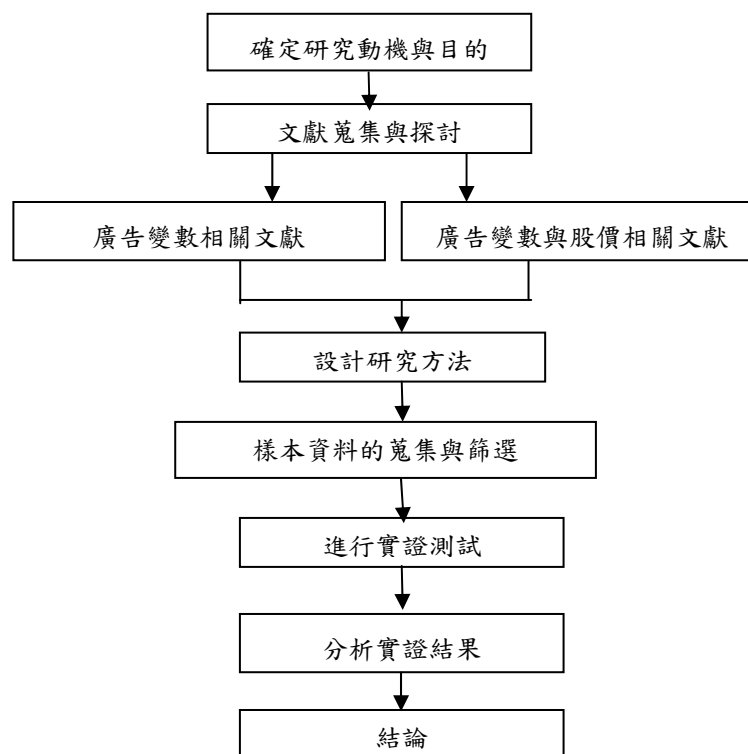 確定研究動機與目的
文獻蒐集與探討
廣告變數相關文獻
廣告變數與股價相關文獻
設計研究方法
樣本資料的蒐集與篩選
進行實證測試
分析實證結果
結論